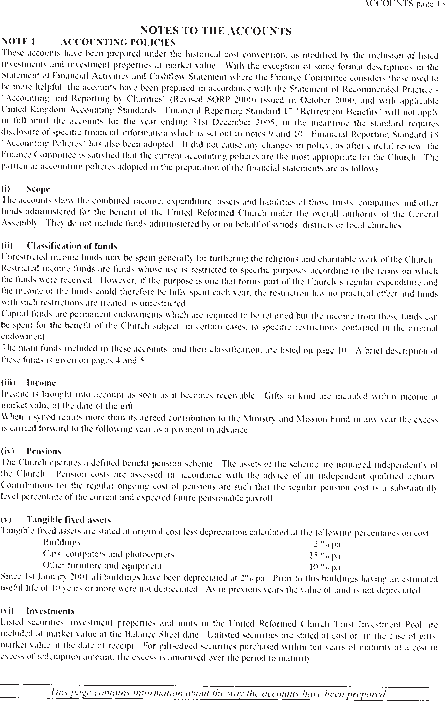 ACCOUNTS page 13
NOTES TO THE ACCOUNTS
NOTE 1 ACCOUNTING POLICIES
These accounts have been prepared under the historical cost convention, as modified by the inclusion of listed
investments and investment properties at market value. With the exception of some format descriptions in the
Statement of Financial Activities and Cashflow Statement where the Finance Committee considers those used to
be more helpful, the accounts have been prepared in accordance with the Statement of Recommended Practice -
"Accounting and Reporting by Charities" (Revised SORP 2000) issued in October 2000, and with applicable
United Kingdom Accounting Standards. Financial Reporting Standard 17 "Retirement Benefits" will not apply
in full until the accounts for the year ending 31st December 2005, in the meantime the standard requires
disclosure of specific financial information which is set out in notes 9 and 10. Financial Reporting Standard 18
"Accounting Policies" has also been adopted. It did not cause any changes in policy, as after careful review, the
Finance Committee is satisfied that the current accounting policies are the most appropriate for the Church. The
particular accounting policies adopted in the preparation of the financial statements are as follows
(i) Scope
The accounts show the combined income, expenditure, assets and liabilities of those trusts, companies and other
funds administered for the benefit of the United Reformed Church under the overall authority of the General
Assembly. They do not include funds administered by or on behalf of synods, districts or local churches.
(ii) Classification of funds
Unrestricted income funds may be spent generally for furthering the religious and charitable work of the Church.
Restricted income funds are funds whose use is restricted to specific purposes according to the terms on which
the funds were received. However, if the purpose is one that forms part of the Church's regular expenditure and
the income of the funds could therefore be fully spent each year, the restriction has no practical effect and funds
with such restrictions are treated as unrestricted.
Capital funds are permanent endowments which are required to be retained but the income from those funds can
be spent for the benefit of the Church subject, in certain cases, to specific restrictions contained in the original
endowment.
The main funds included in these accounts, and their classification, are listed on page 10. A brief description of
these funds is given on pages 4 and 5.
(iii) Income
Income is brought into account as soon as it becomes receivable. Gifts in kind are included within income at
market value at the date of the gift.
When a synod remits more than its agreed contribution to the Ministry and Mission Fund in any year the excess
is carried forward to the following year as a payment in advance.
(iv) Pensions
The Church operates a defined benefit pension scheme. The assets of the scheme are managed independently of
the Church. Pension costs are assessed in accordance with the advice of an independent qualified actuary.
Contributions for the regular ongoing cost of pensions are such that the regular pension cost is a substantially
level percentage of the current and expected future pensionable payroll.
(v) Tangible fixed assets
Tangible fixed assets are stated at original cost less depreciation calculated at the following percentages on cost
Buildings 2% pa
Cars, computers and photocopiers 25% pa
Other furniture and equipment 10% pa
Since 1st January 2001 all buildings have been depreciated at 2% pa. Prior to this buildings having an estimated
useful life of 50 years or more were not depreciated. As in previous years the value of land is not depreciated.
(vi) Investments
Listed securities, investment properties and units in the United Reformed Church Trust Investment Pool are
included at market value at the Balance Sheet date. Unlisted securities are stated at cost or, in the case of gifts,
market value at the date of receipt. For gilt-edged securities purchased within ten years of maturity at a cost in
excess of redemption amount, the excess is amortised over the period to maturity.
This page contains information about the way the accounts have been prepared